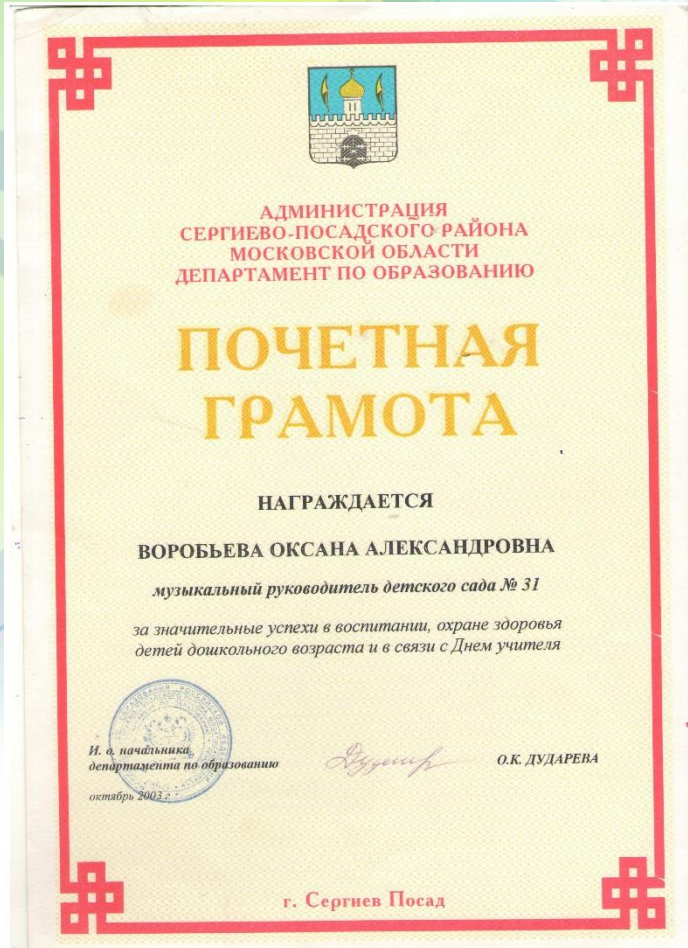 АДМИНИСТРАЦИЯ
СЕРГИЕВО-ПОСАДСКОГО РАЙОНА
МОСКОВСКОЙ ОБЛАСТИ
ДЕПАРТАМЕНТ ПО ОБРАЗОВАНИЮ
ПОЧЕТНАЯ
ГРАМОТА
НАГРАЖДАЕТСЯ
ВОРОБЬЕВА ОКСАНА АЛЕКСАНДРОВНА
музыкальный руководитель детского сада № 31
за значительные успехи в воспитании, охране здоровья
детей дошкольного возраста и в связи с Днем учителя
И. о. начальника
департамента по образованию
О.К. ДУДАРЕВА
октябрь 2003 г
г. Сергиев Посад